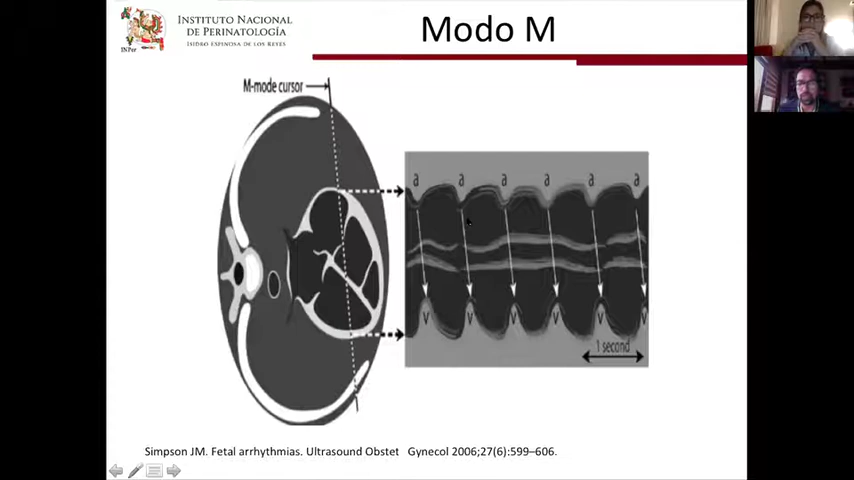 INSTITUTO NACIONAL
DE PERINATOLOGÍA
ISIDRO ESPINOSA DE LOS REYES
INPer
Modo M
M-mode cursor
a a a a a a
v v v v v v
1 second
Simpson JM. Fetal arrhythmias. Ultrasound Obstet Gynecol 2006;27(6):599–606.